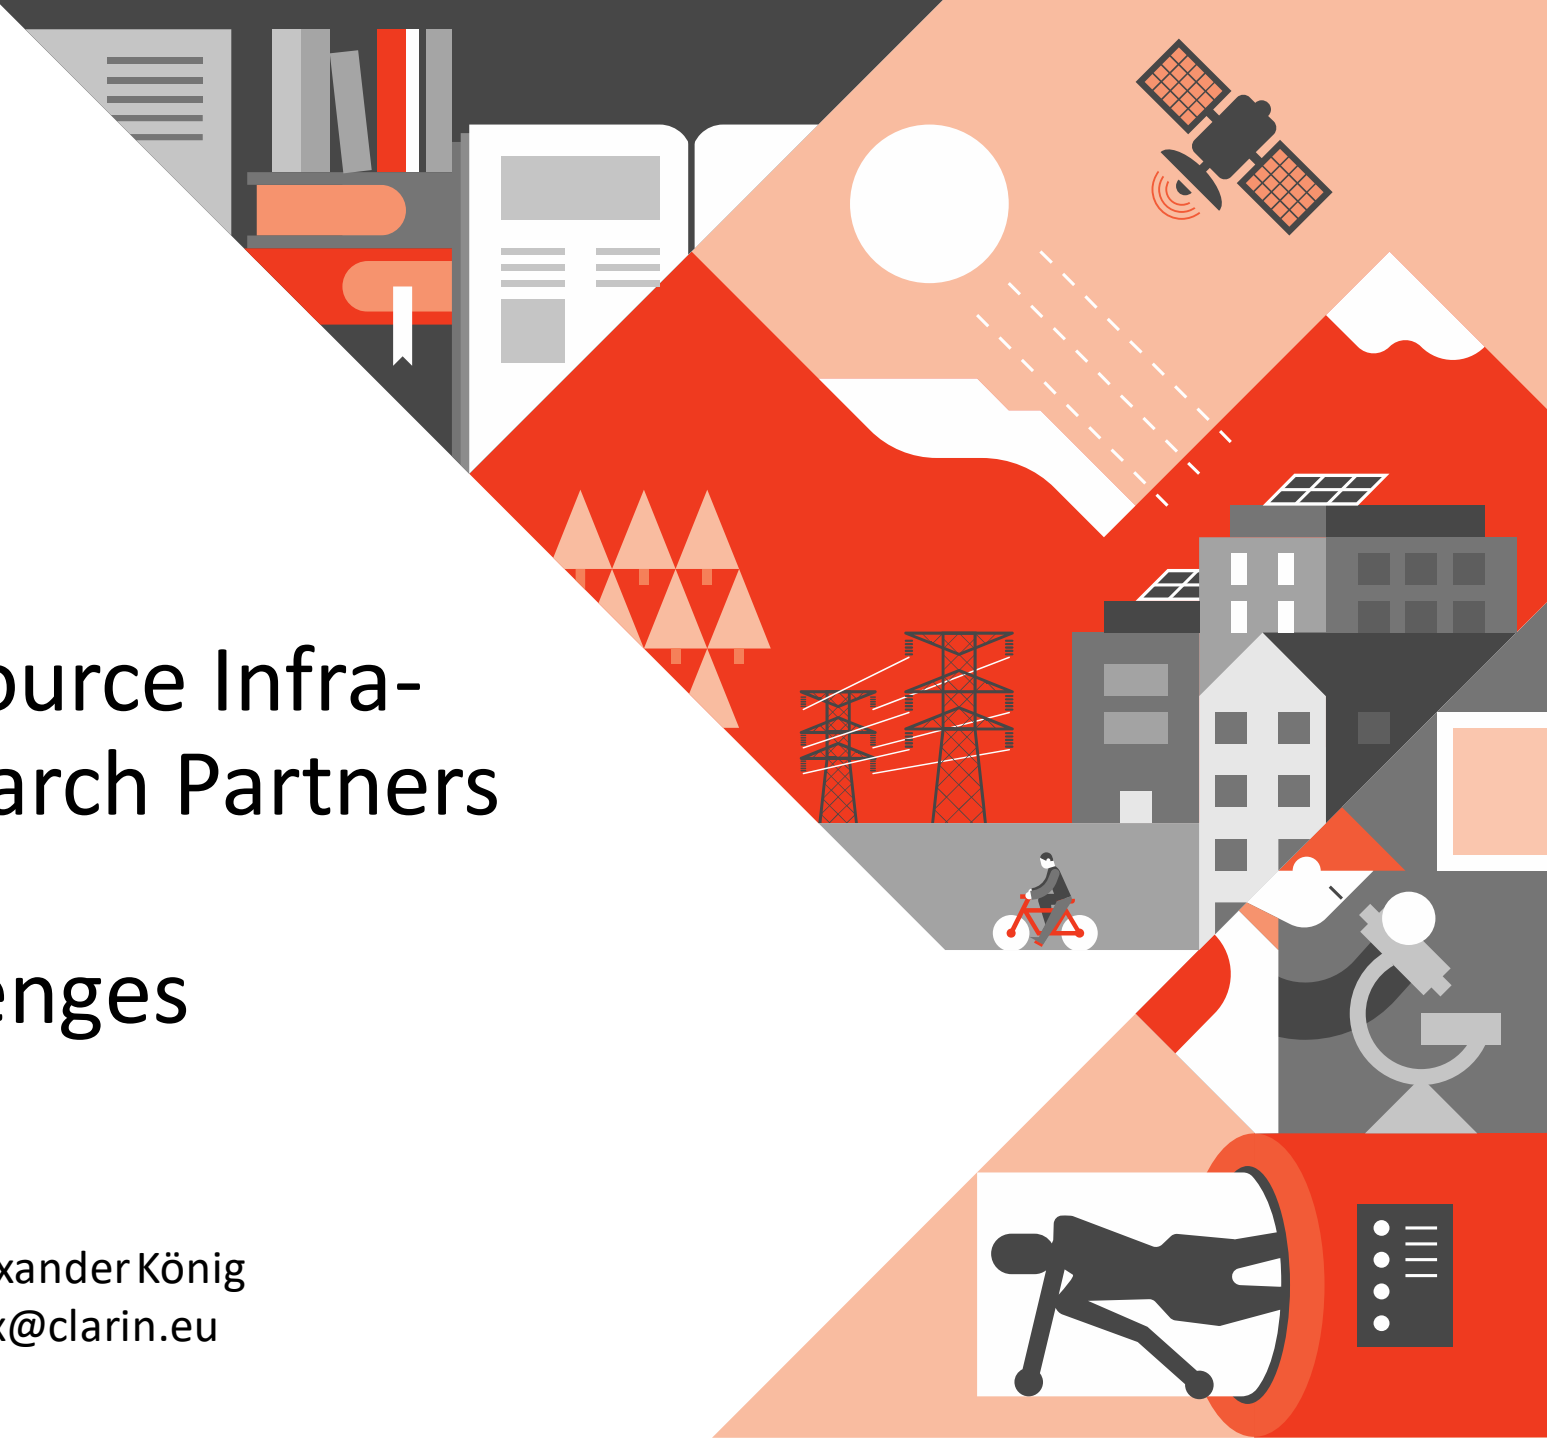 ource Infra-
arch Partners
enges
xander König
x@clarin.eu